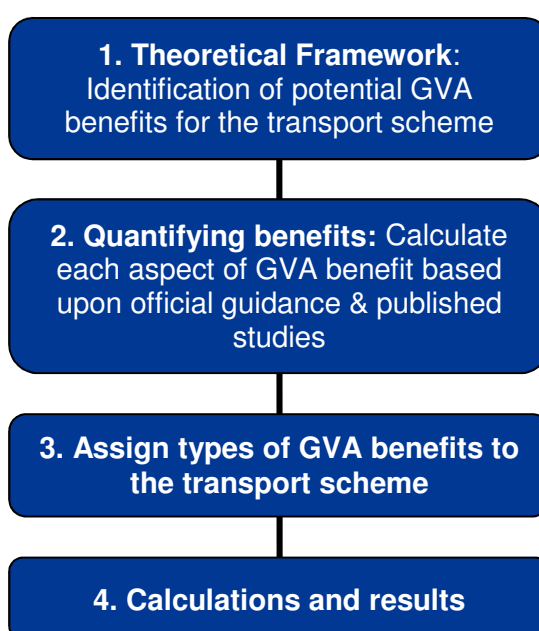 1. Theoretical Framework:
Identification of potential GVA
benefits for the transport scheme
2. Quantifying benefits: Calculate
each aspect of GVA benefit based
upon official guidance & published
studies
3. Assign types of GVA benefits to
the transport scheme
4. Calculations and results